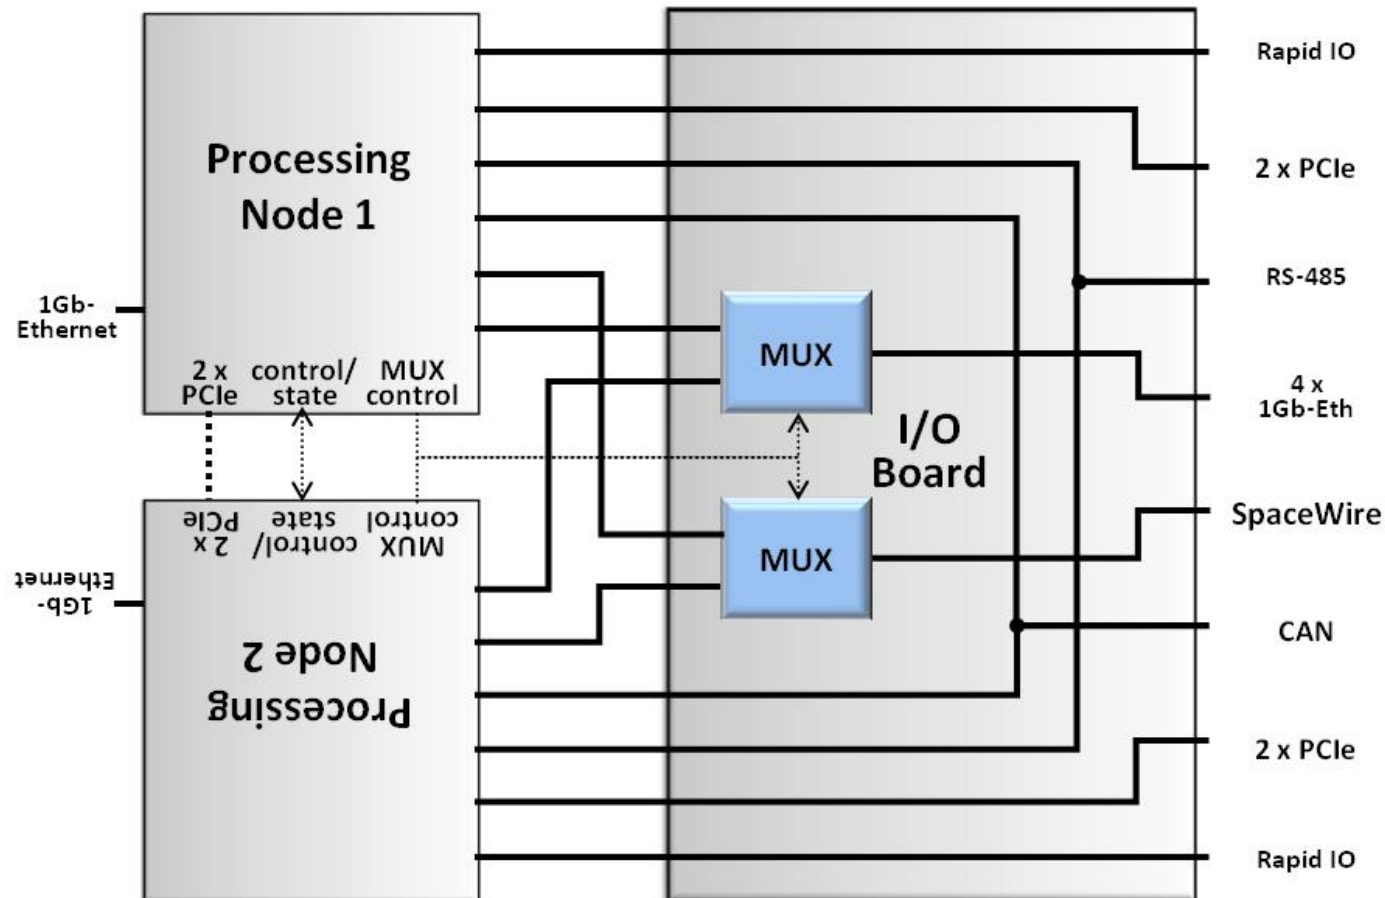 Processing
Node 1
1Gb-
Ethernet
2 x
PCIe
control/
state
MUX
control
2 x
PCIe
control/
state
MUX
control
1Gb-
Ethernet
Processing
Node 2
MUX
I/O
Board
MUX
Rapid IO
2 x PCIe
RS-485
4 x
1Gb-Eth
SpaceWire
CAN
2 x PCIe
Rapid IO